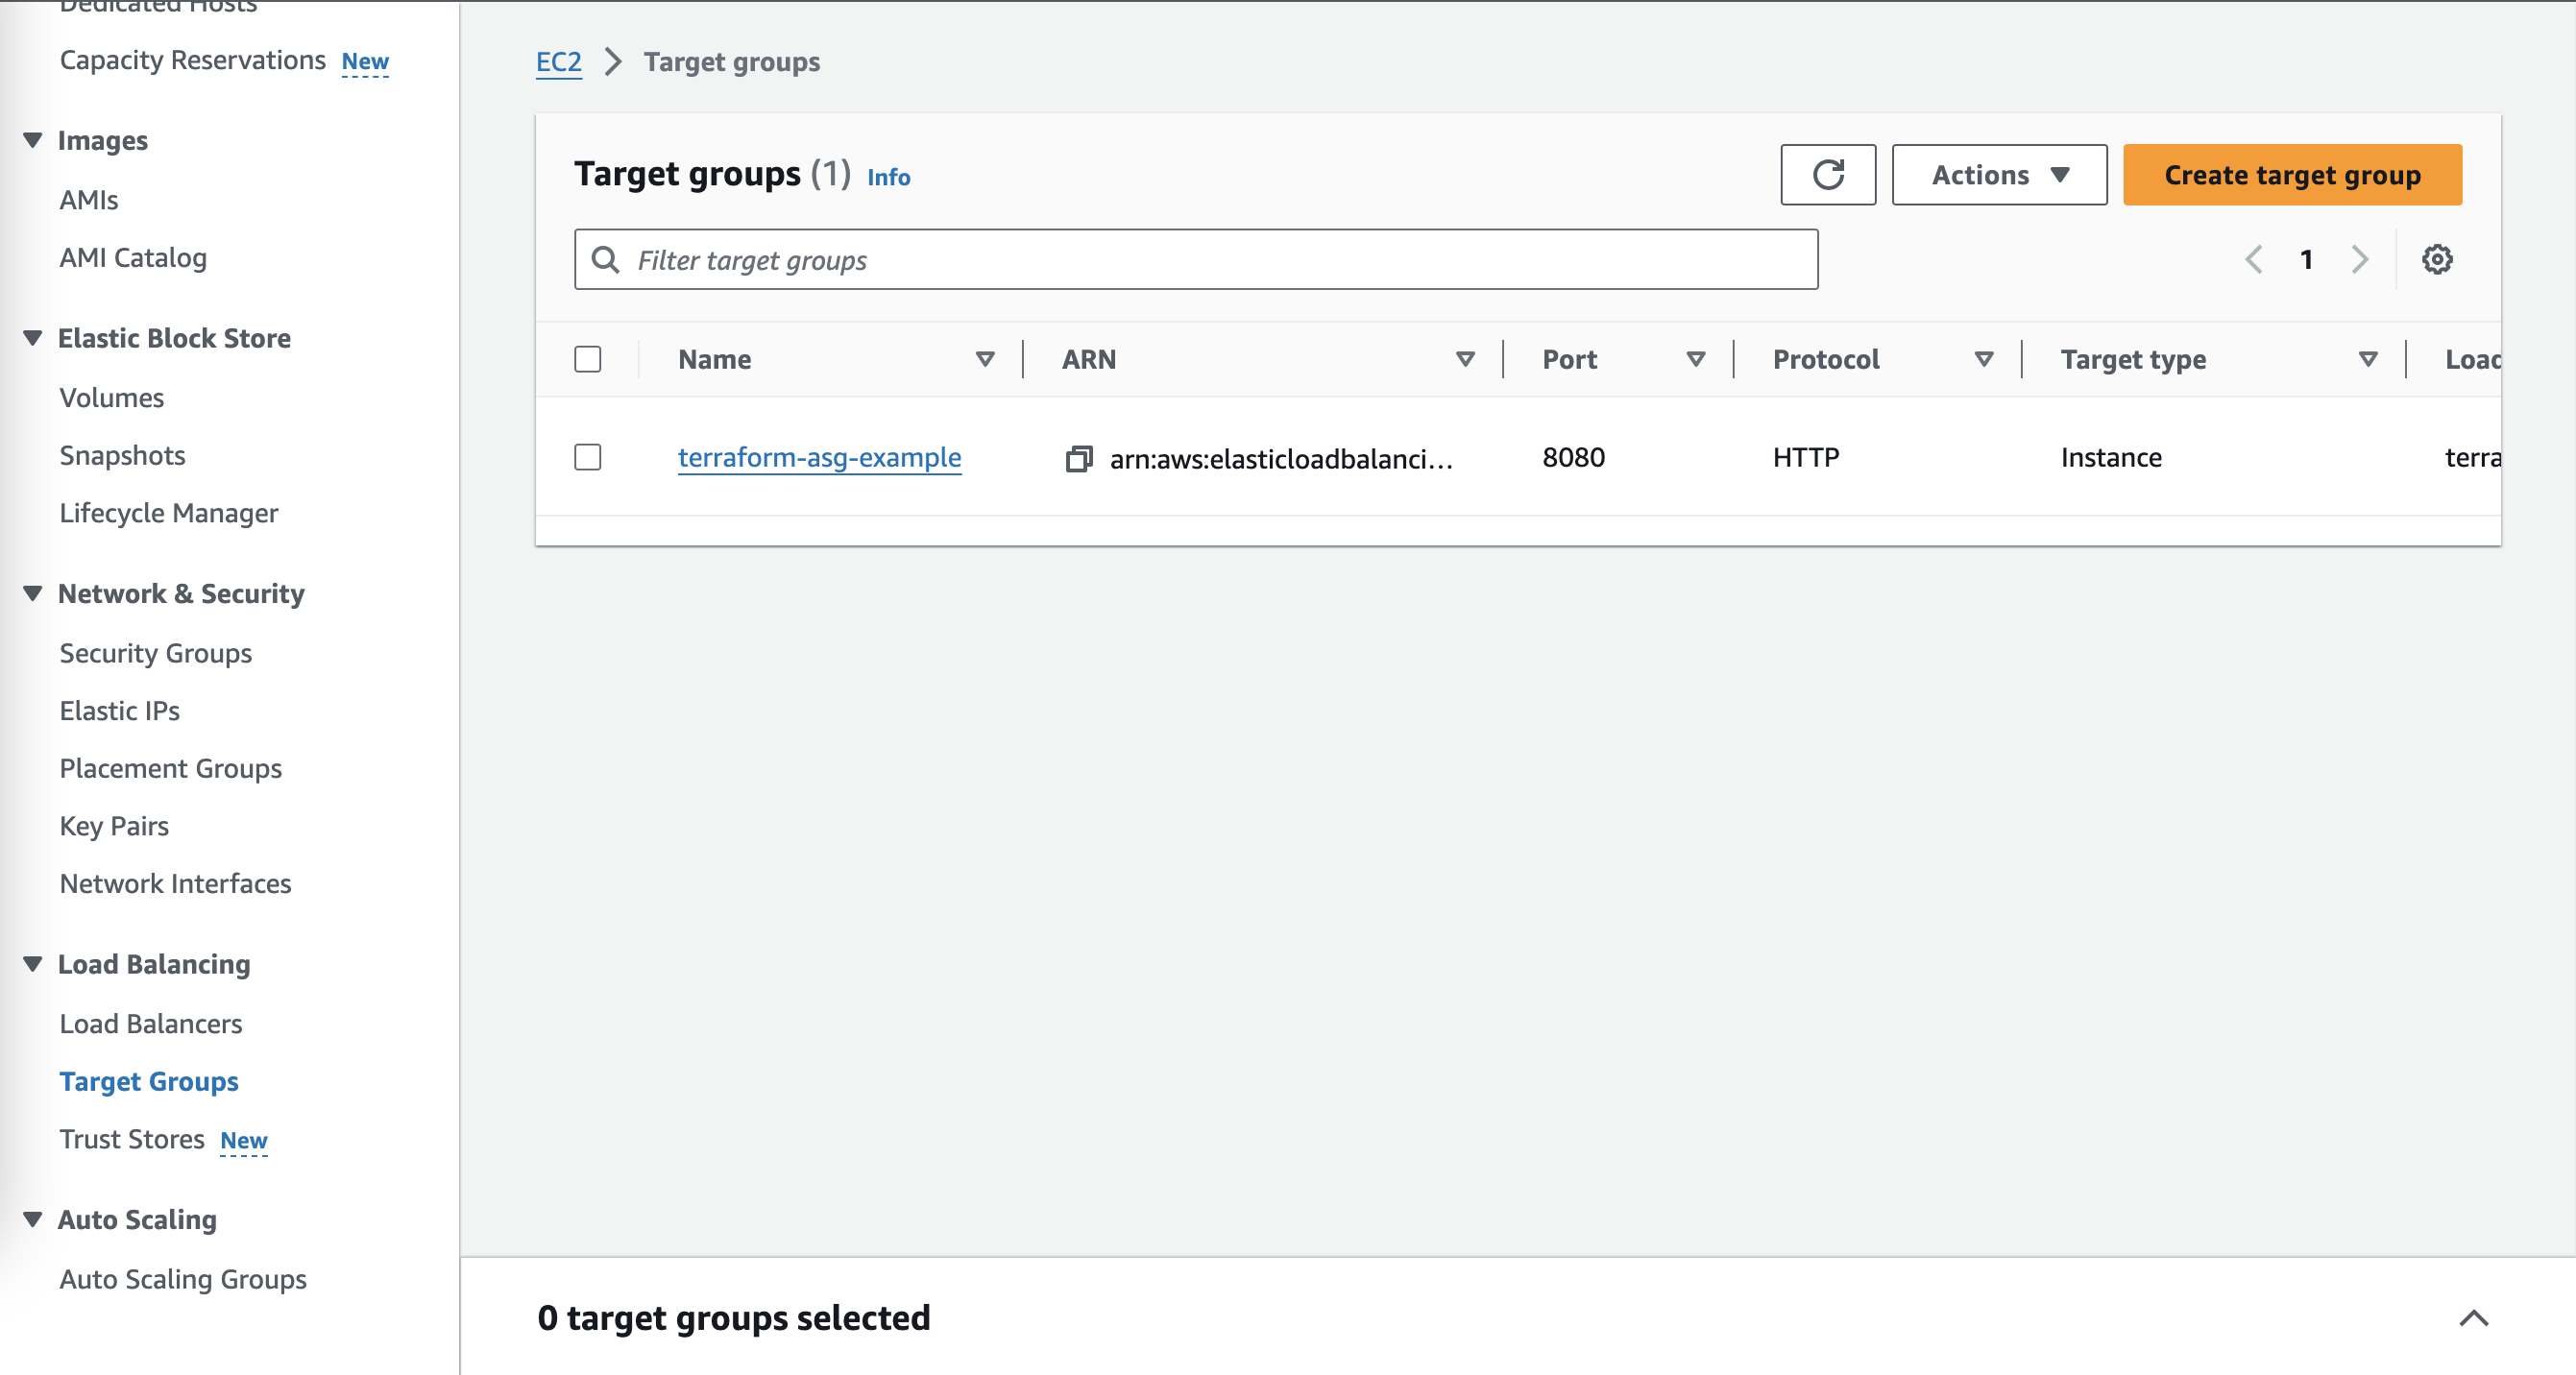 Dedicated Hosts
Capacity Reservations New
Images
AMIs
AMI Catalog
Elastic Block Store
Volumes
Snapshots
Lifecycle Manager
Network & Security
Security Groups
Elastic IPs
Placement Groups
Key Pairs
Network Interfaces
Load Balancing
Load Balancers
Target Groups
Trust Stores New
Auto Scaling
Auto Scaling Groups
EC2 > Target groups
Target groups (1) Info
Actions
Create target group
Filter target groups
1
Name ARN Port Protocol Target type Load
terraform-asg-example arn:aws:elasticloadbalanci... 8080 HTTP Instance terra
0 target groups selected